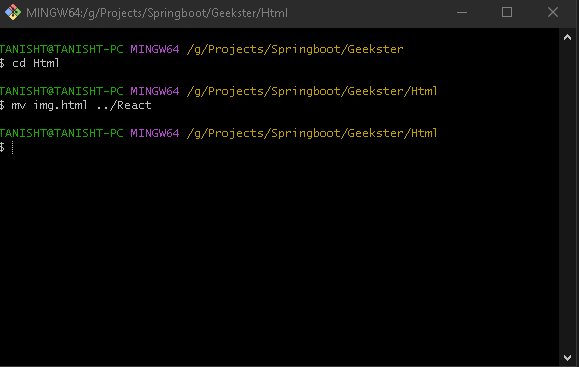 MINGW64:/g/Projects/Springboot/Geekster/Html
TANISHT@TANISHT-PC MINGW64 /g/Projects/Springboot/Geekster
$ cd Html
TANISHT@TANISHT-PC MINGW64 /g/Projects/Springboot/Geekster/Html
$ mv img.html ../React
TANISHT@TANISHT-PC MINGW64 /g/Projects/Springboot/Geekster/Html
$